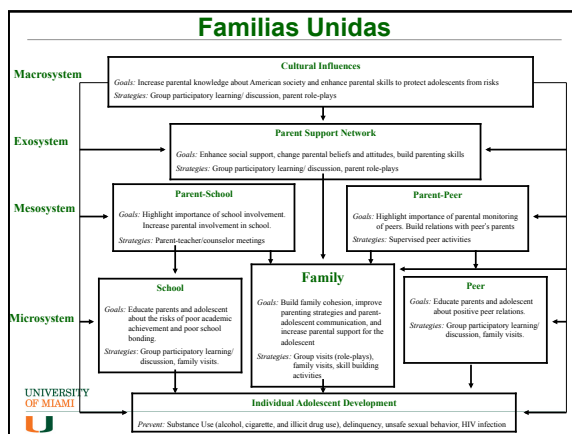 Familias Unidas
Macrosystem
Cultural Influences
Goals: Increase parental knowledge about American society and enhance parental skills to protect adolescents from risks
Strategies: Group participatory learning/ discussion, parent role-plays
Exosystem
Parent Support Network
Goals: Enhance social support, change parental beliefs and attitudes, build parenting skills
Strategies: Group participatory learning/ discussion, parent role-plays
Mesosystem
Parent-School
Goals: Highlight importance of school involvement.
Increase parental involvement in school.
Strategies: Parent-teacher/counselor meetings
Parent-Peer
Goals: Highlight importance of parental monitoring
of peers. Build relations with peer's parents
Strategies: Supervised peer activities
Microsystem
School
Goals: Educate parents and adolescent
about the risks of poor academic
achievement and poor school
bonding.
Strategies: Group participatory learning/
discussion, family visits.
Family
Goals: Build family cohesion, improve
parenting strategies and parent-
adolescent communication, and
increase parental support for the
adolescent
Strategies: Group visits (role-plays),
family visits, skill building
activities
Peer
Goals: Educate parents and adolescent
about positive peer relations.
Strategies: Group participatory learning/
discussion, family visits.
Individual Adolescent Development
Prevent: Substance Use (alcohol, cigarette, and illicit drug use), delinquency, unsafe sexual behavior, HIV infection
UNIVERSITY
OF MIAMI